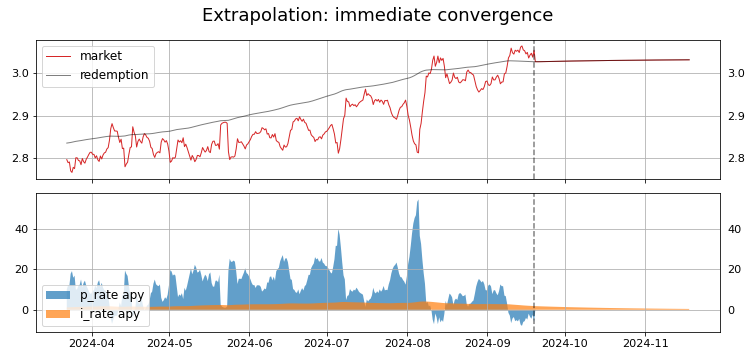 Extrapolation: immediate convergence
market
redemption
3.0
2.9
2.8
3.0
2.9
2.8
40
20
0
40
20
0
p_rate apy
i_rate apy
2024-04 2024-05 2024-06 2024-07 2024-08 2024-09 2024-10 2024-11